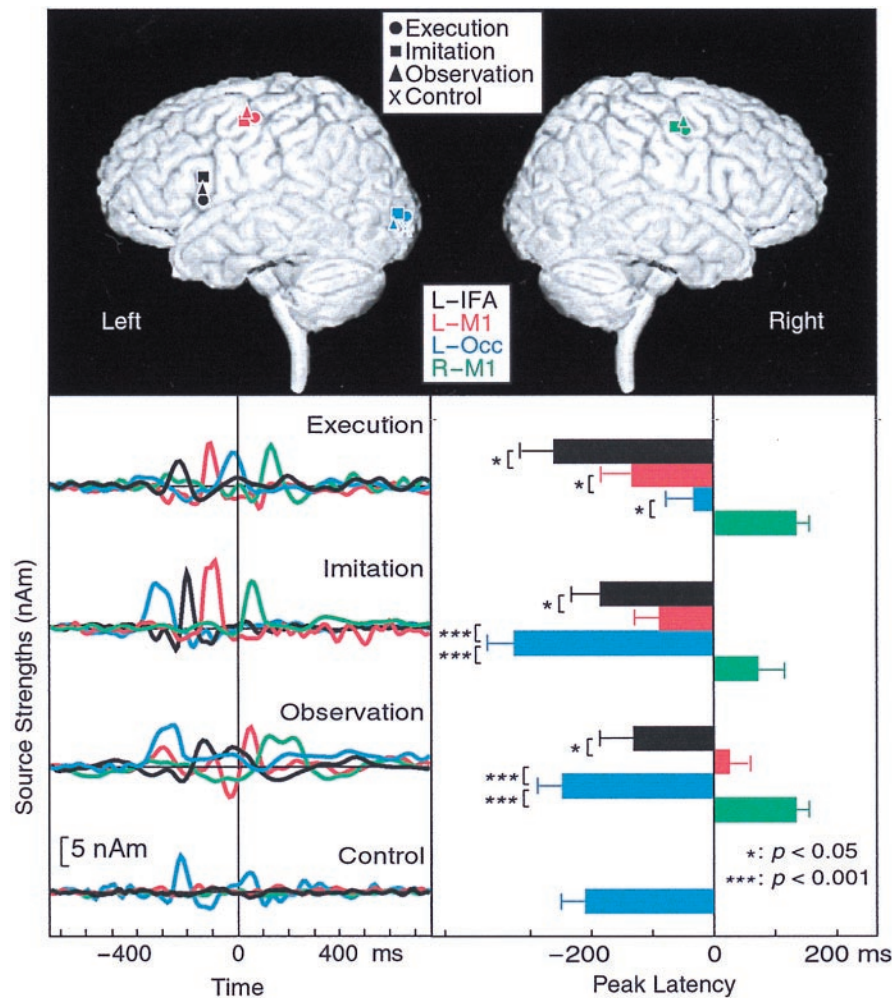 ● Execution
■ Imitation
▲ Observation
x Control
Left
Right
L–IFA
L–M1
L–Occ
R–M1
Source Strengths (nAm)
Execution
Imitation
Observation
Control
5 nAm
−400 0 400 ms
Time
*
*
*
*
***
***
*
***
***
*: p < 0.05
***: p < 0.001
−200 0 200 ms
Peak Latency